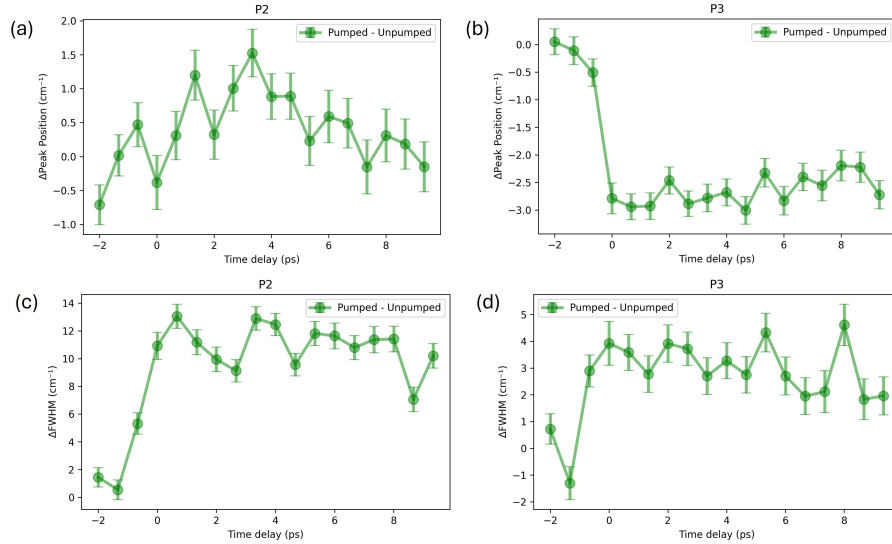 (a)
P2
2.0
1.5
1.0
0.5
0.0
−0.5
−1.0
ΔPeak Position (cm⁻¹)
Pumped - Unpumped
−2 0 2 4 6 8
Time delay (ps)
(b)
P3
0.0
−0.5
−1.0
−1.5
−2.0
−2.5
−3.0
ΔPeak Position (cm⁻¹)
Pumped - Unpumped
−2 0 2 4 6 8
Time delay (ps)
(c)
P2
14
12
10
8
6
4
2
0
ΔFWHM (cm⁻¹)
Pumped - Unpumped
−2 0 2 4 6 8
Time delay (ps)
(d)
P3
5
4
3
2
1
0
−1
−2
ΔFWHM (cm⁻¹)
Pumped - Unpumped
−2 0 2 4 6 8
Time delay (ps)